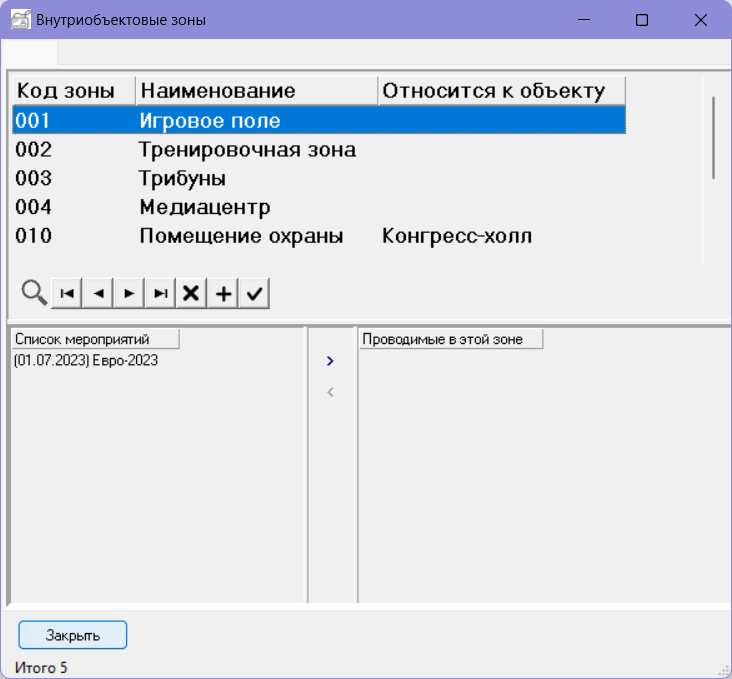 Внутриобъектовые зоны
Код зоны Наименование Относится к объекту
001 Игровое поле
002 Тренировочная зона
003 Трибуны
004 Медиацентр
010 Помещение охраны Конгресс-холл
Список мероприятий
(01.07.2023) Евро-2023
Проводимые в этой зоне
Закрыть
Итого 5